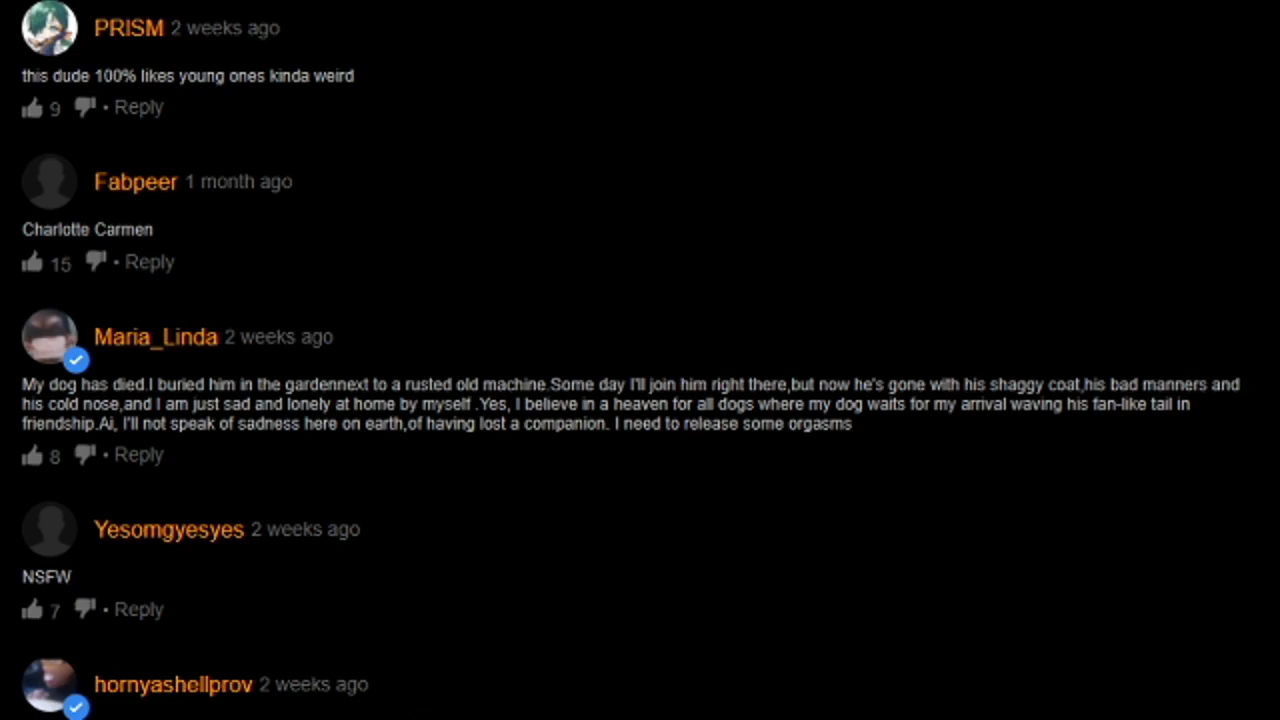 PRISM 2 weeks ago
this dude 100% likes young ones kinda weird
9 • Reply
Fabpeer 1 month ago
Charlotte Carmen
15 • Reply
Maria_Linda 2 weeks ago
My dog has died.I buried him in the gardennext to a rusted old machine.Some day I'll join him right there,but now he's gone with his shaggy coat,his bad manners and
his cold nose,and I am just sad and lonely at home by myself .Yes, I believe in a heaven for all dogs where my dog waits for my arrival waving his fan-like tail in
friendship.Ai, I'll not speak of sadness here on earth,of having lost a companion. I need to release some orgasms
8 • Reply
Yesomgyesyes 2 weeks ago
NSFW
7 • Reply
hornyashellprov 2 weeks ago